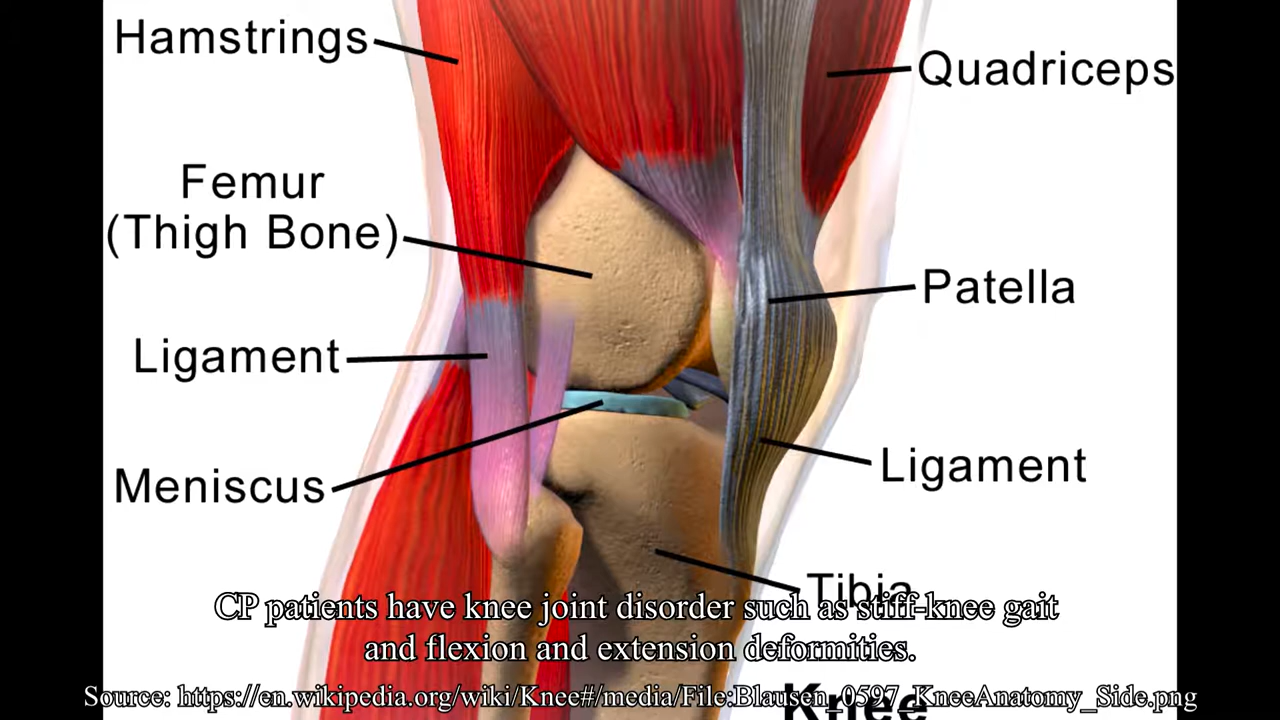 Hamstrings
Quadriceps
Femur
(Thigh Bone)
Patella
Ligament
Ligament
Meniscus
Tibia
CP patients have knee joint disorder such as stiff-knee gait
and flexion and extension deformities.
Source: https://en.wikipedia.org/wiki/Knee#/media/File:Blausen_0597_KneeAnatomy_Side.png
Knee